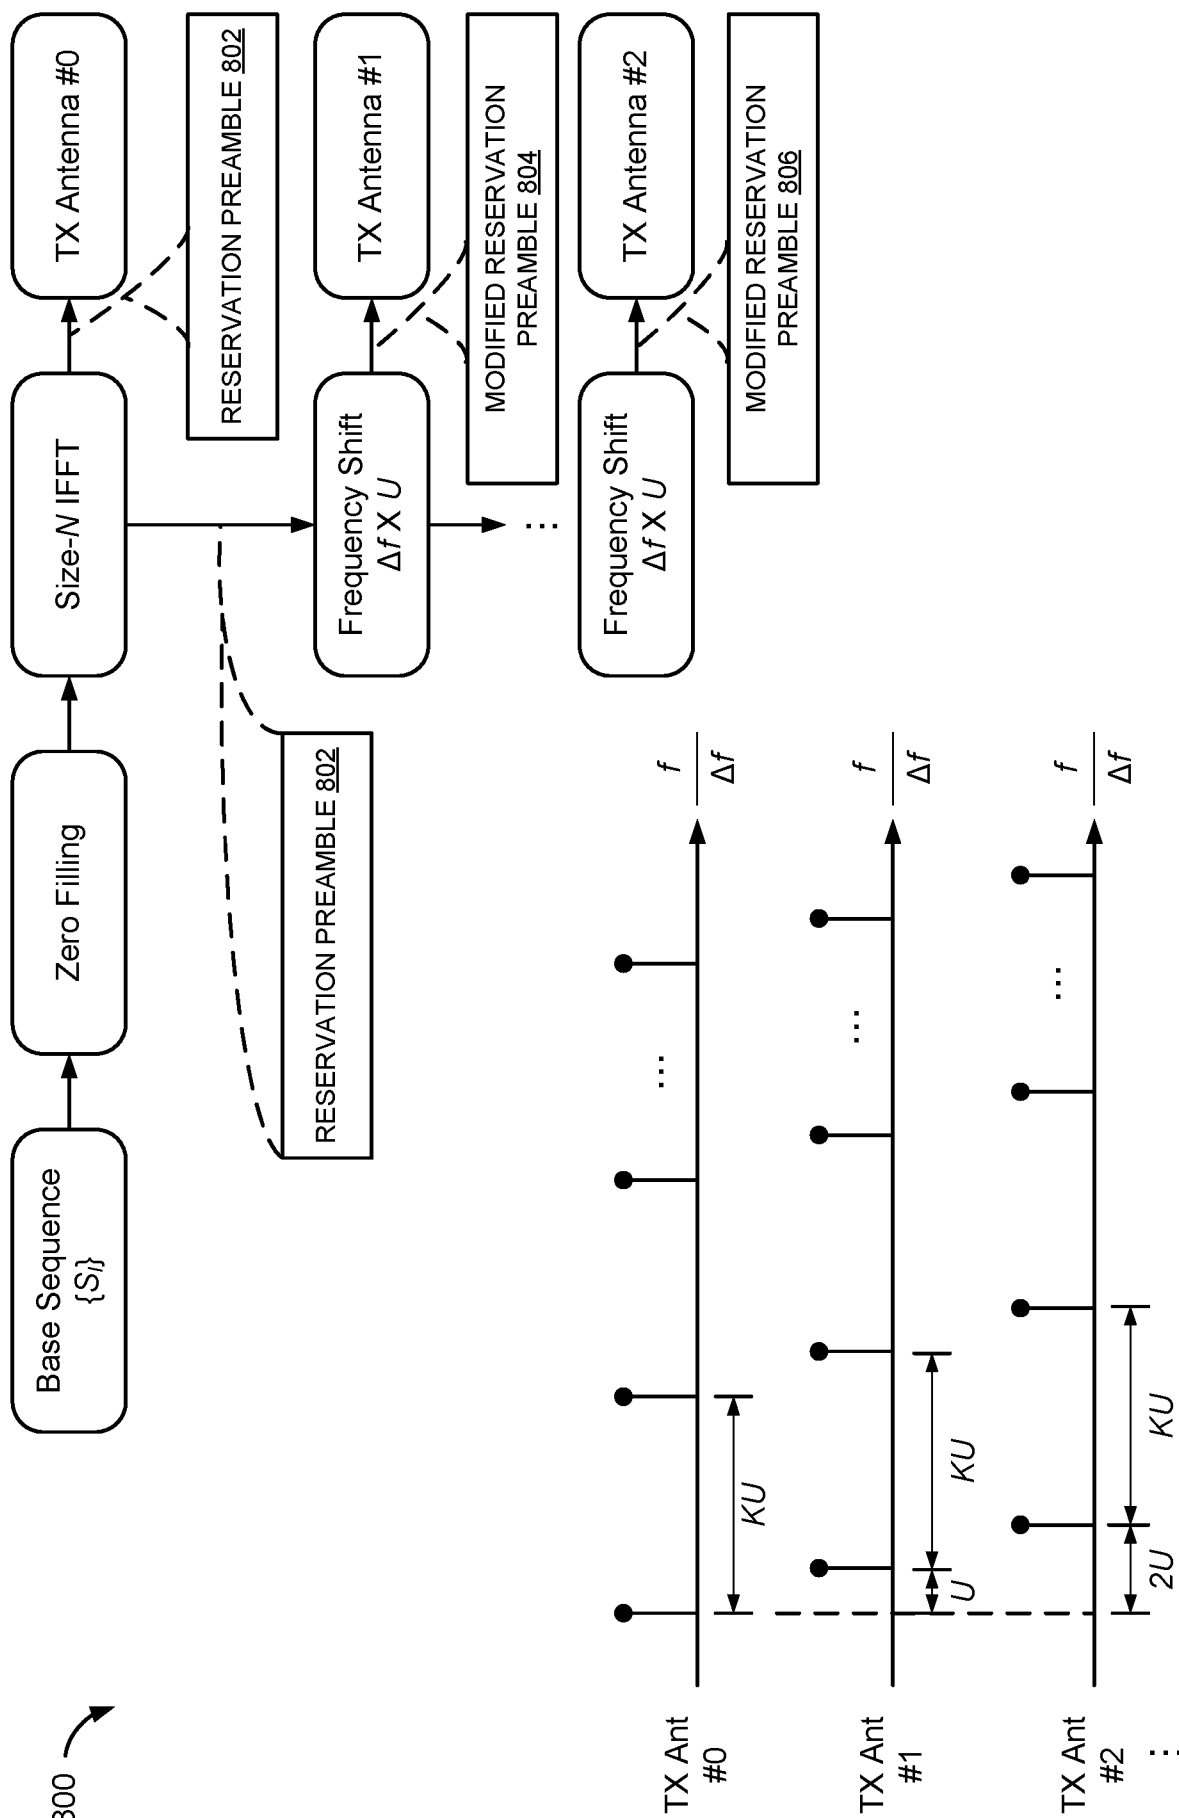 800
Base Sequence
{Sᵢ}
Zero Filling
Size-N IFFT
TX Antenna #0
RESERVATION PREAMBLE 802
RESERVATION PREAMBLE 802
Frequency Shift
Δf X U
TX Antenna #1
MODIFIED RESERVATION
PREAMBLE 804
...
Frequency Shift
Δf X U
TX Antenna #2
MODIFIED RESERVATION
PREAMBLE 806
TX Ant
#0
...
KU
f
Δf
TX Ant
#1
...
U
KU
f
Δf
TX Ant
#2
...
2U
KU
f
Δf
...